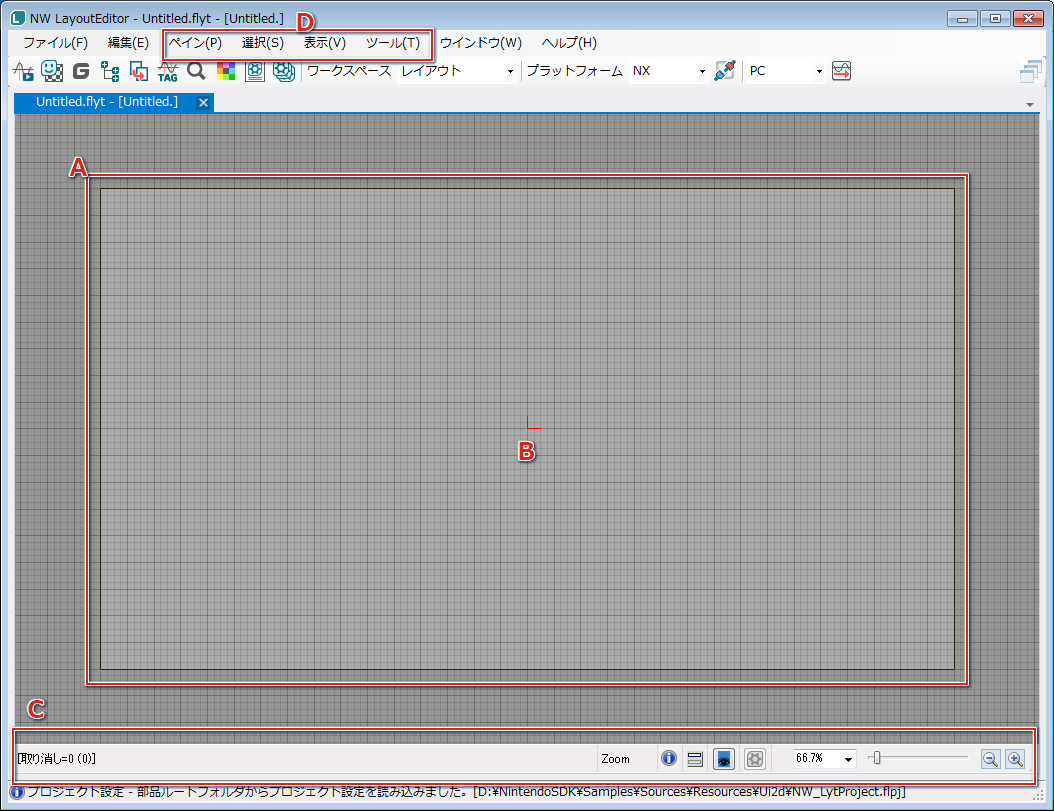 NW LayoutEditor - Untitled.flyt - [Untitled.]
D
ファイル(F) 編集(E) ペイン(P) 選択(S) 表示(V) ツール(T) ウインドウ(W) ヘルプ(H)
TAG ワークスペース レイアウト プラットフォーム NX PC
Untitled.flyt - [Untitled.]
A
B
C
[取り消し=0 (0)] Zoom 66.7%
プロジェクト設定 - 部品ルートフォルダからプロジェクト設定を読み込みました。[D:¥NintendoSDK¥Samples¥Sources¥Resources¥Ui2d¥NW_LytProject.flpj]